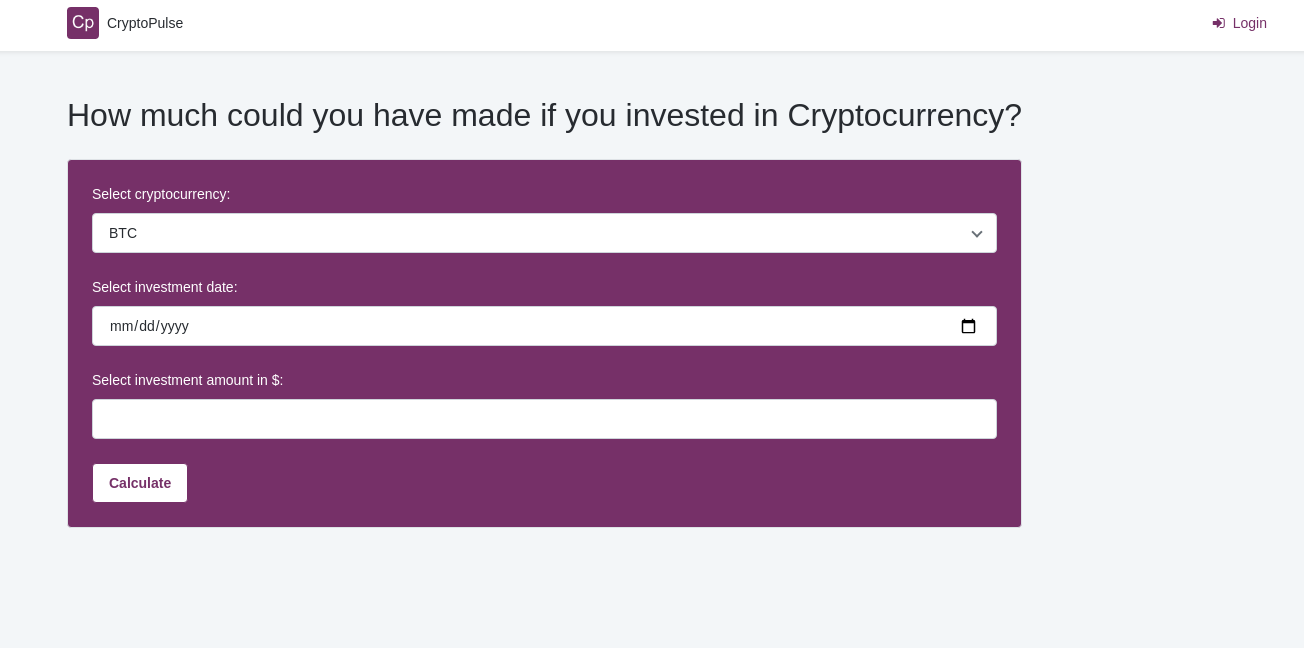 Cp CryptoPulse
Login
How much could you have made if you invested in Cryptocurrency?
Select cryptocurrency:
BTC
Select investment date:
mm/dd/yyyy
Select investment amount in $:
Calculate